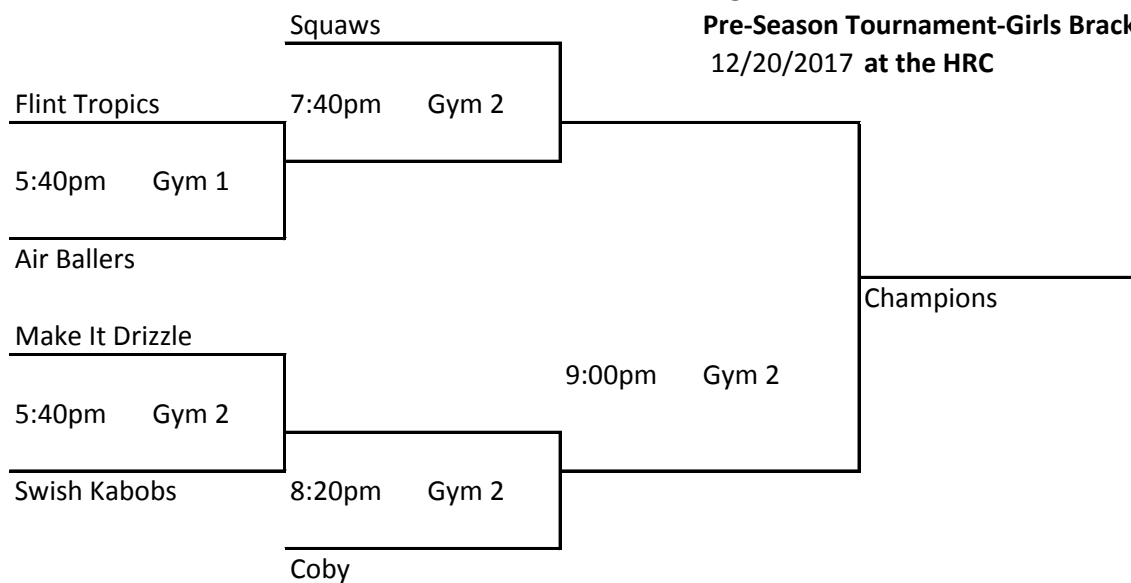 Squaws
Pre-Season Tournament-Girls Brack
12/20/2017 at the HRC
Flint Tropics
7:40pm Gym 2
5:40pm Gym 1
Air Ballers
Champions
Make It Drizzle
9:00pm Gym 2
5:40pm Gym 2
Swish Kabobs
8:20pm Gym 2
Coby